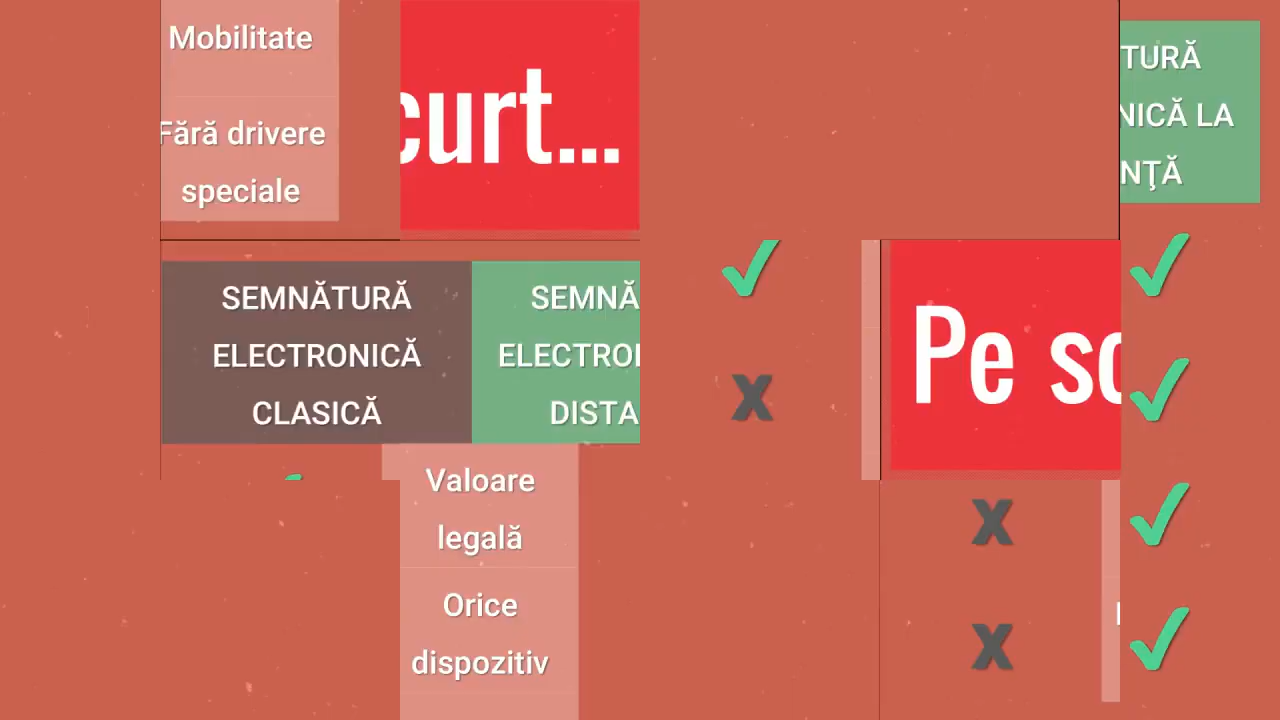 Mobilitate
Fără drivere
speciale
curt...
TURĂ
NICĂ LA
NŢĂ
SEMNĂTURĂ
ELECTRONICĂ
CLASICĂ
SEMNĂ
ELECTRO
DISTA
Pe sc
Valoare
legală
Orice
dispozitiv